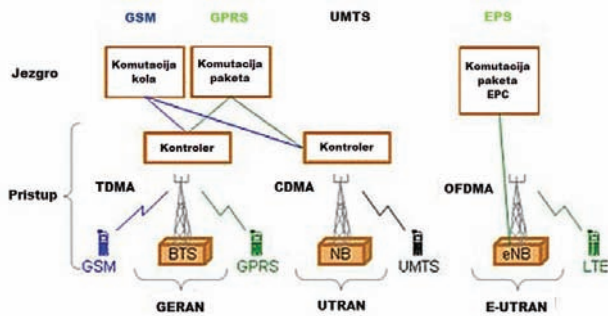 GSM GPRS UMTS EPS
Jezgro
Komutacija
kola
Komutacija
paketa
Komutacija
paketa
EPC
Kontroler
Kontroler
Pristup
TDMA
CDMA
OFDMA
GSM
BTS
GPRS
NB
UMTS
eNB
LTE
GERAN
UTRAN
E-UTRAN